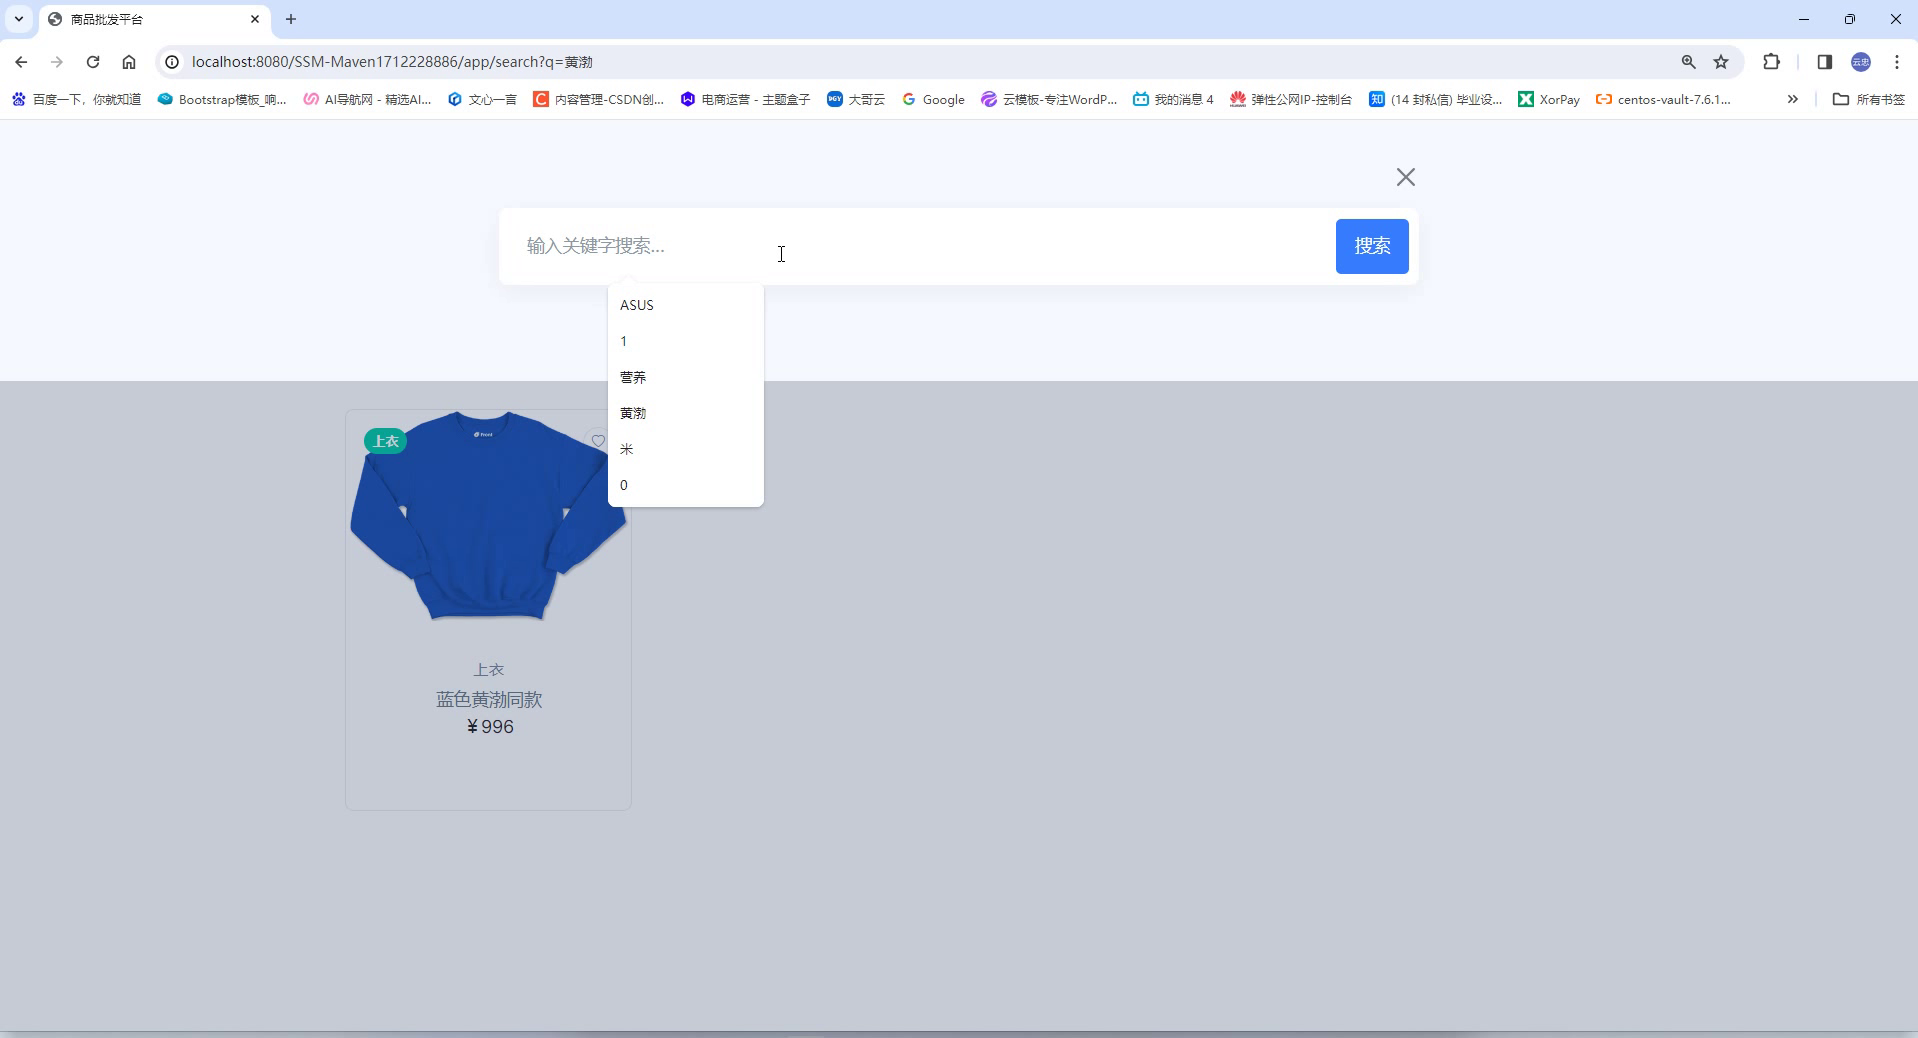 商品批发平台
localhost:8080/SSM-Maven1712228886/app/search?q=黄渤
云忠
百度一下，你就知道 Bootstrap模板_响... AI导航网 - 精选AI... 文心一言 内容管理-CSDN创... 电商运营 - 主题盒子 大哥云 Google 云模板-专注WordP... 我的消息 4 弹性公网IP-控制台 知 (14 封私信) 毕业设... XorPay centos-vault-7.6.1... 所有书签
输入关键字搜索...
搜索
ASUS
1
营养
黄渤
米
0
上衣
Front
上衣
蓝色黄渤同款
¥996